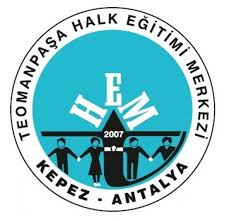 TEOMANPAŞA HALK EĞİTİMİ MERKEZİ
HEM
2007
KEPEZ - ANTALYA